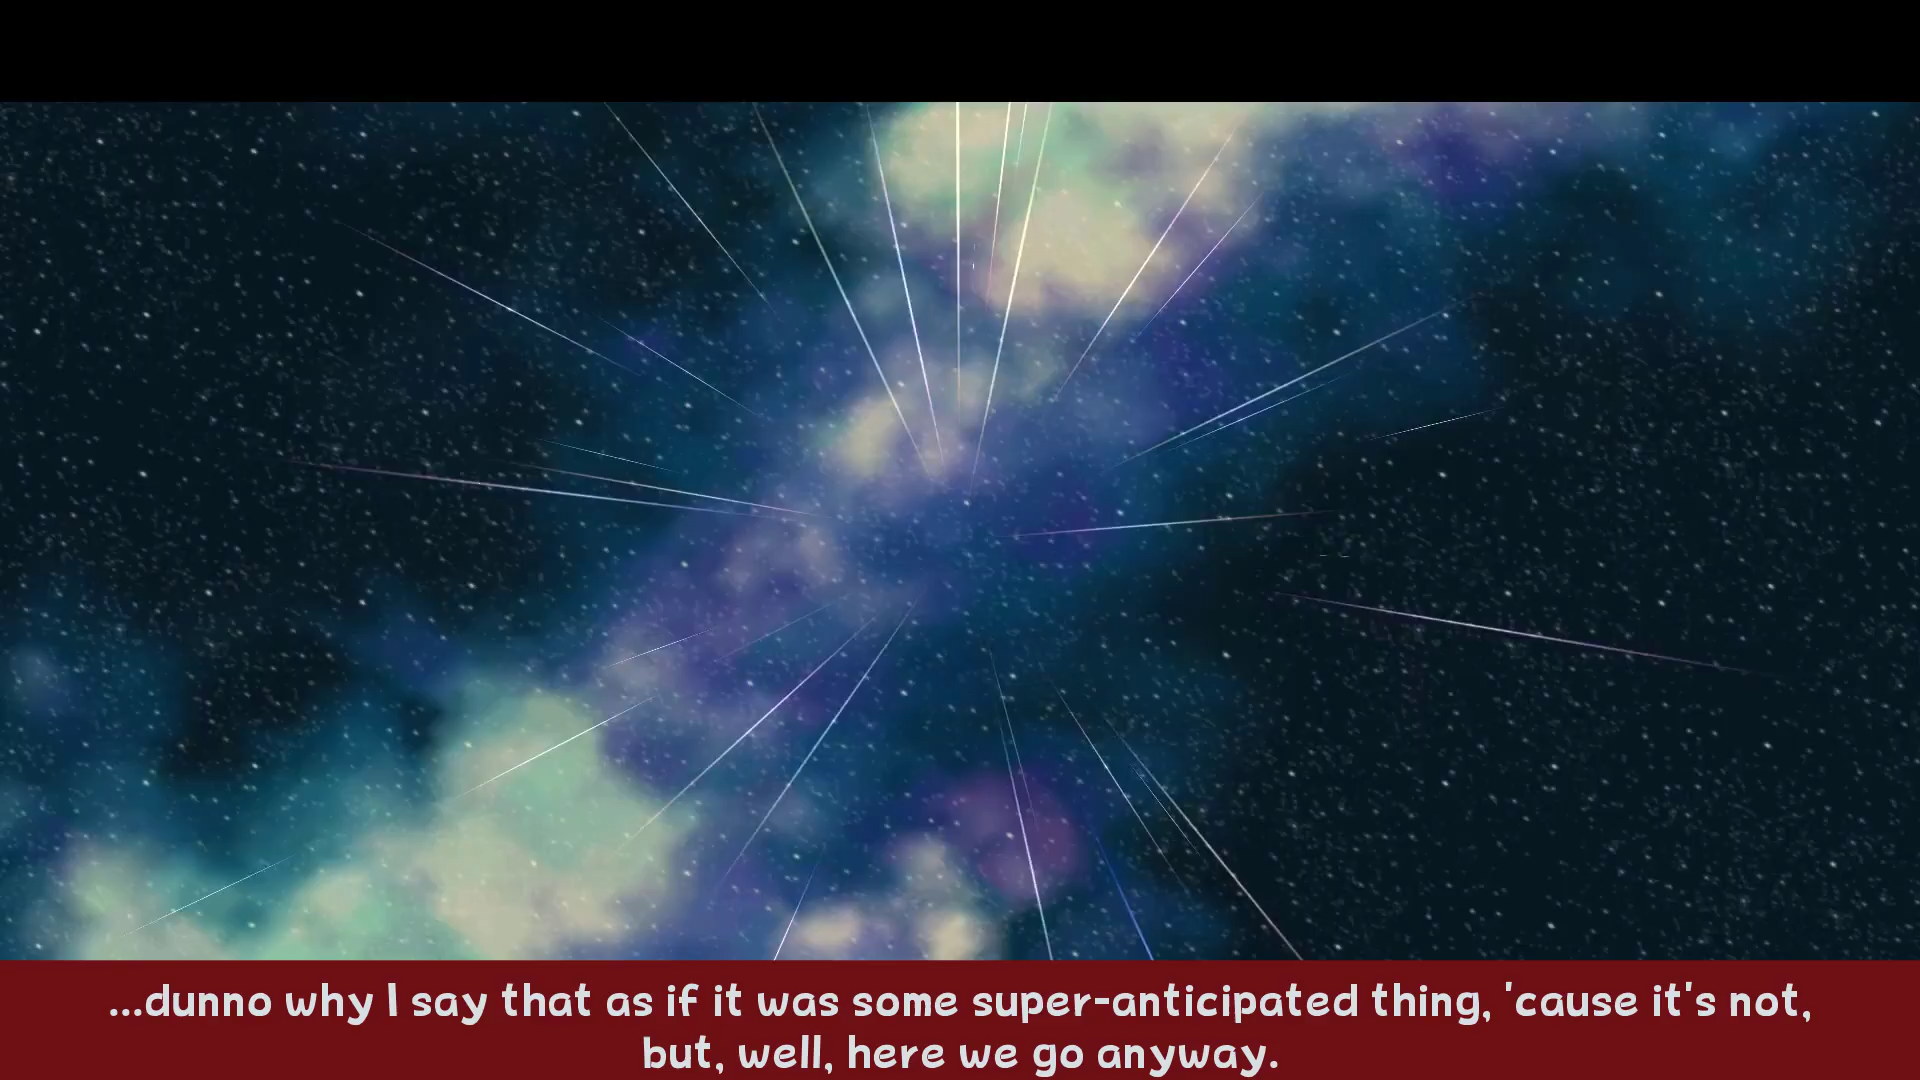 ...dunno why I say that as if it was some super-anticipated thing, 'cause it's not,
but, well, here we go anyway.